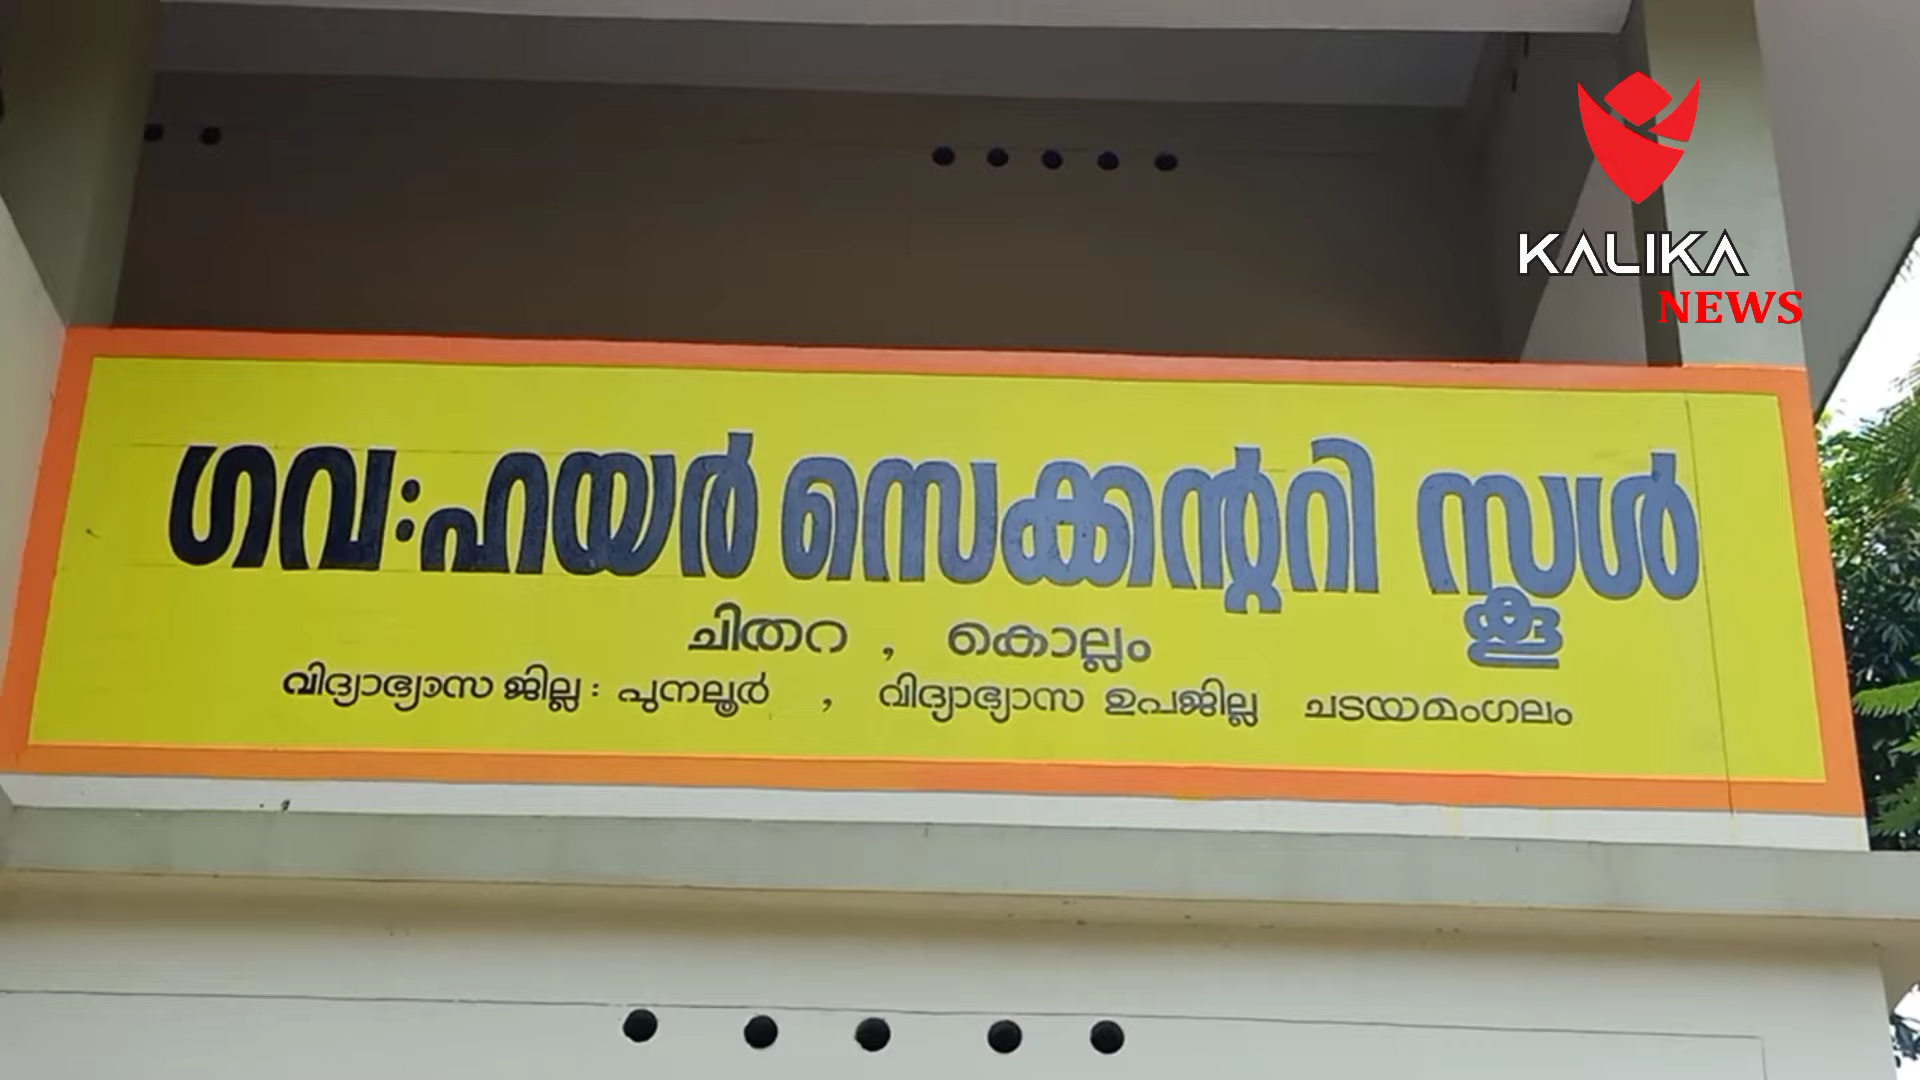 KALIKA
NEWS
ഗവ:ഹയർ സെക്കന്ററി സ്കൂൾ
ചിതറ , കൊല്ലം
വിദ്യാഭ്യാസ ജില്ല : പുനലൂർ , വിദ്യാഭ്യാസ ഉപജില്ല ചടയമംഗലം